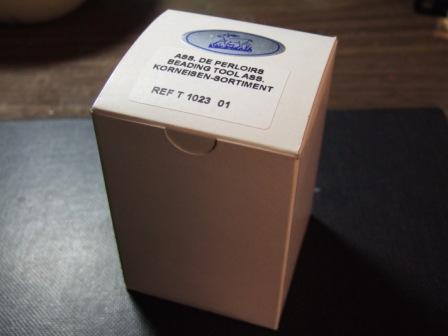 ASS. DE PERLOIRS
BEADING TOOL ASS.
KORNEISEN-SORTIMENT
REF T 1023 01